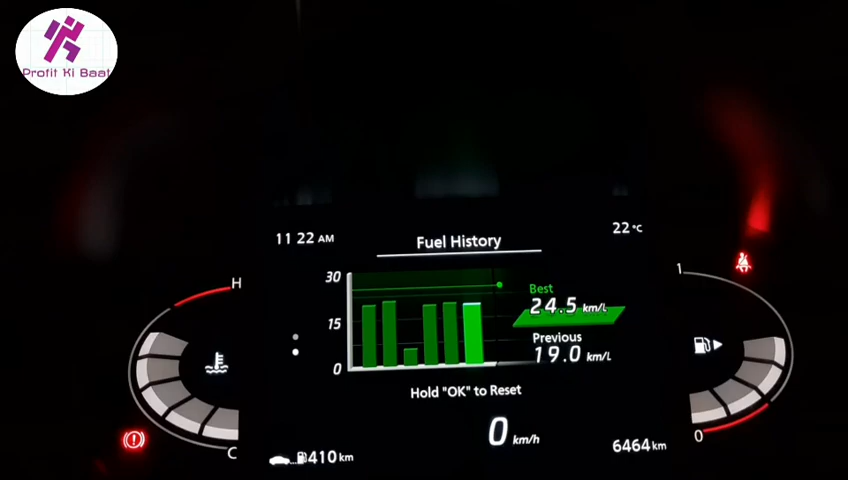 Profit Ki Baat
11 22 AM
Fuel History
22 °C
H
1
30
15
0
Best
24.5 km/L
Previous
19.0 km/L
Hold "OK" to Reset
0 km/h
C
0
410 km
6464 km